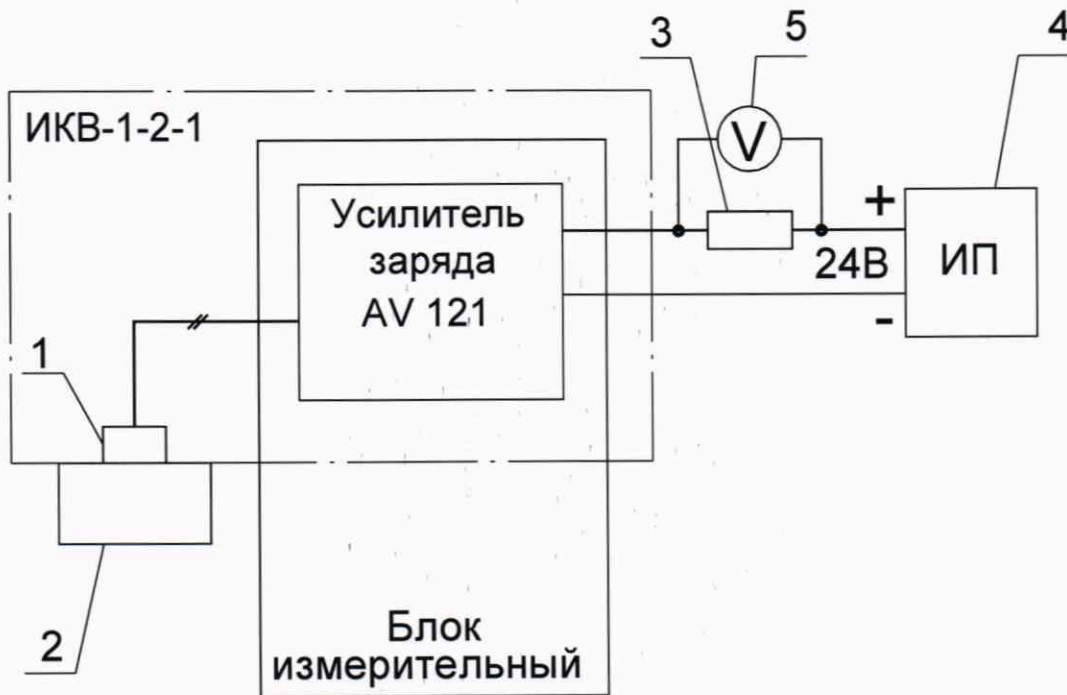 3
5
4
ИКВ-1-2-1
V
Усилитель
заряда
AV 121
+
24В
-
ИП
1
2
Блок
измерительный